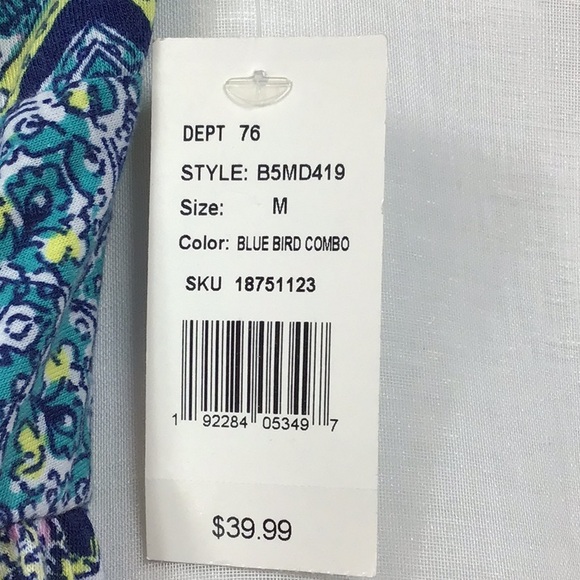 DEPT 76
STYLE: B5MD419
Size: M
Color: BLUE BIRD COMBO
SKU 18751123
1 92284 05349 7
$39.99